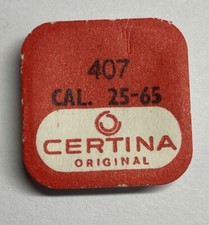 407
CAL. 25-65
CERTINA
ORIGINAL